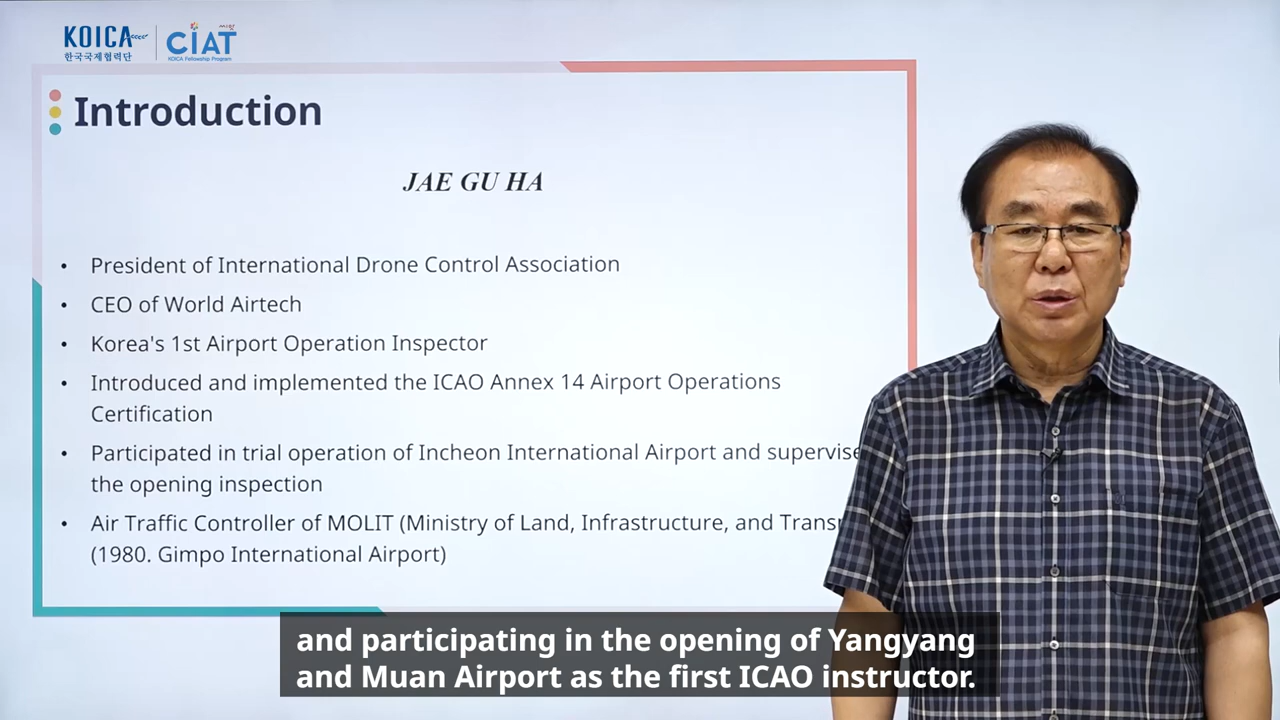 KOICA
한국국제협력단
CIAT
KOICA Fellowship Program
Introduction
JAE GU HA
• President of International Drone Control Association
• CEO of World Airtech
• Korea's 1st Airport Operation Inspector
• Introduced and implemented the ICAO Annex 14 Airport Operations
Certification
• Participated in trial operation of Incheon International Airport and supervise
the opening inspection
• Air Traffic Controller of MOLIT (Ministry of Land, Infrastructure, and Transp
(1980. Gimpo International Airport)
and participating in the opening of Yangyang
and Muan Airport as the first ICAO instructor.